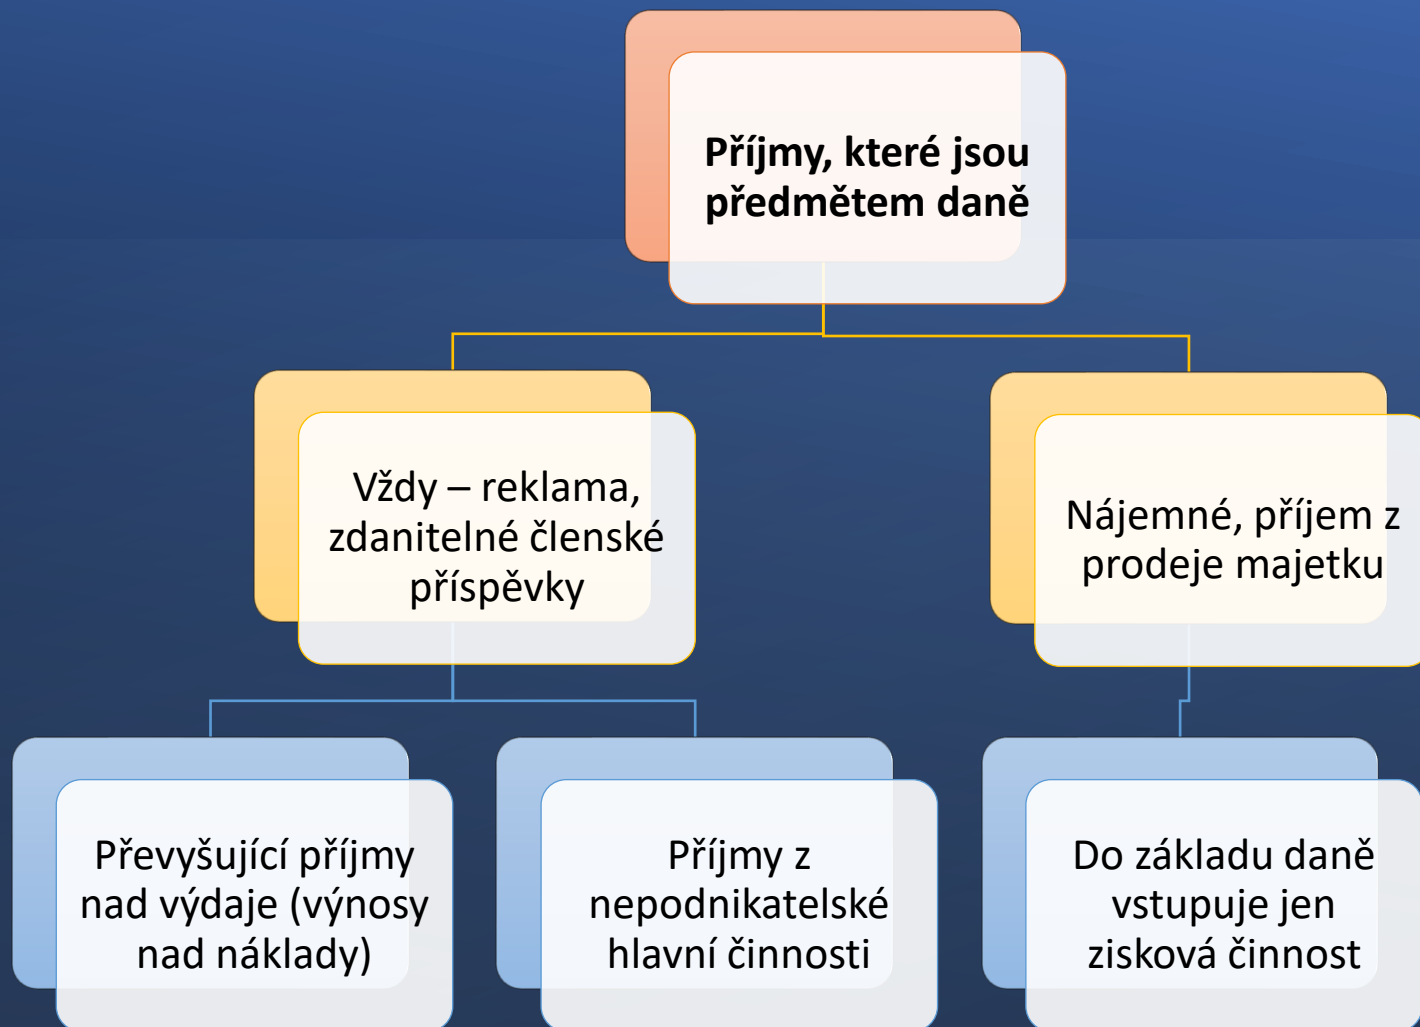 Příjmy, které jsou
předmětem daně
Vždy – reklama,
zdanitelné členské
příspěvky
Nájemné, příjem z
prodeje majetku
Převyšující příjmy
nad výdaje (výnosy
nad náklady)
Příjmy z
nepodnikatelské
hlavní činnosti
Do základu daně
vstupuje jen
zisková činnost